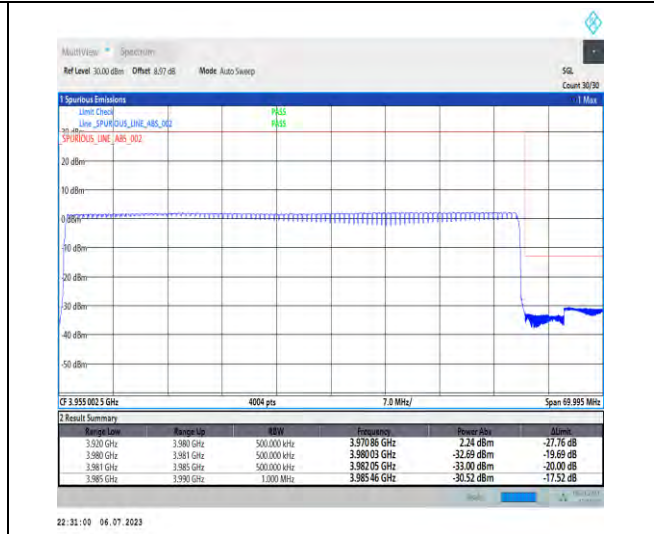 MultiView Spectrum
Ref Level 30.00 dBm Offset 8.97 dB Mode Auto Sweep SGL
Count 30/30
1 Spurious Emissions 1 Max
Limit Check PASS
Line _SPURIOUS_LINE_ABS_002 PASS
_SPURIOUS_LINE_ABS_002
20 dBm
10 dBm
0 dBm
-10 dBm
-20 dBm
-30 dBm
-40 dBm
-50 dBm
CF 3.955 002 5 GHz 4004 pts 7.0 MHz/ Span 69.995 MHz
2 Result Summary
Range Low Range Up RBW Frequency Power Abs ΔLimit
3.920 GHz 3.980 GHz 500.000 kHz 3.970 86 GHz 2.24 dBm -27.76 dB
3.980 GHz 3.981 GHz 500.000 kHz 3.980 03 GHz -32.69 dBm -19.69 dB
3.981 GHz 3.985 GHz 500.000 kHz 3.982 05 GHz -33.00 dBm -20.00 dB
3.985 GHz 3.990 GHz 1.000 MHz 3.985 46 GHz -30.52 dBm -17.52 dB
22:31:00 06.07.2023